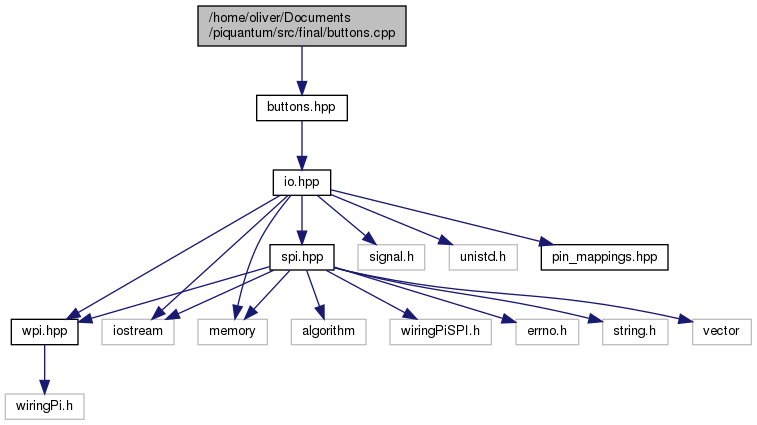 /home/oliver/Documents
/piquantum/src/final/buttons.cpp
buttons.hpp
io.hpp
spi.hpp
signal.h
unistd.h
pin_mappings.hpp
wpi.hpp
iostream
memory
algorithm
wiringPiSPI.h
errno.h
string.h
vector
wiringPi.h